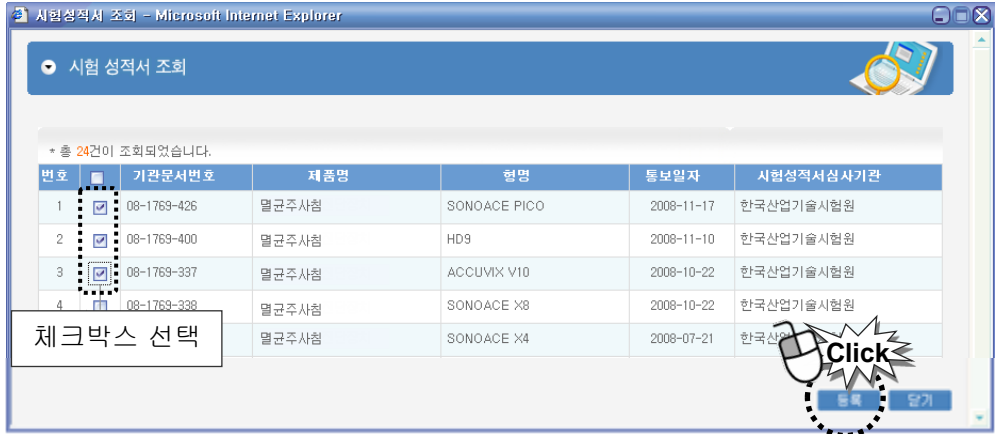 시험성적서 조회 - Microsoft Internet Explorer
시험 성적서 조회
* 총 24건이 조회되었습니다.
번호 기관문서번호 제품명 형명 통보일자 시험성적서심사기관
1 08-1769-426 멸균주사침 SONOACE PICO 2008-11-17 한국산업기술시험원
2 08-1769-400 멸균주사침 HD9 2008-11-10 한국산업기술시험원
3 08-1769-337 멸균주사침 ACCUVIX V10 2008-10-22 한국산업기술시험원
4 08-1769-338 멸균주사침 SONOACE X8 2008-10-22 한국산업기술시험원
멸균주사침 SONOACE X4 2008-07-21
체크박스 선택
Click
등록 닫기